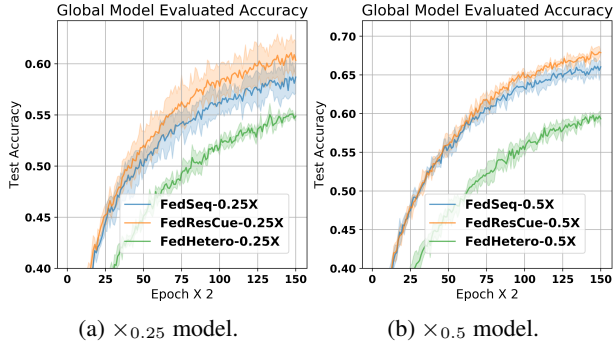 Global Model Evaluated Accuracy
Test Accuracy
0.60
0.55
0.50
0.45
0.40
FedSeq-0.25X
FedResCue-0.25X
FedHetero-0.25X
0 25 50 75 100 125 150
Epoch X 2
(a) ×0.25 model.
Global Model Evaluated Accuracy
Test Accuracy
0.70
0.65
0.60
0.55
0.50
0.45
0.40
FedSeq-0.5X
FedResCue-0.5X
FedHetero-0.5X
0 25 50 75 100 125 150
Epoch X 2
(b) ×0.5 model.